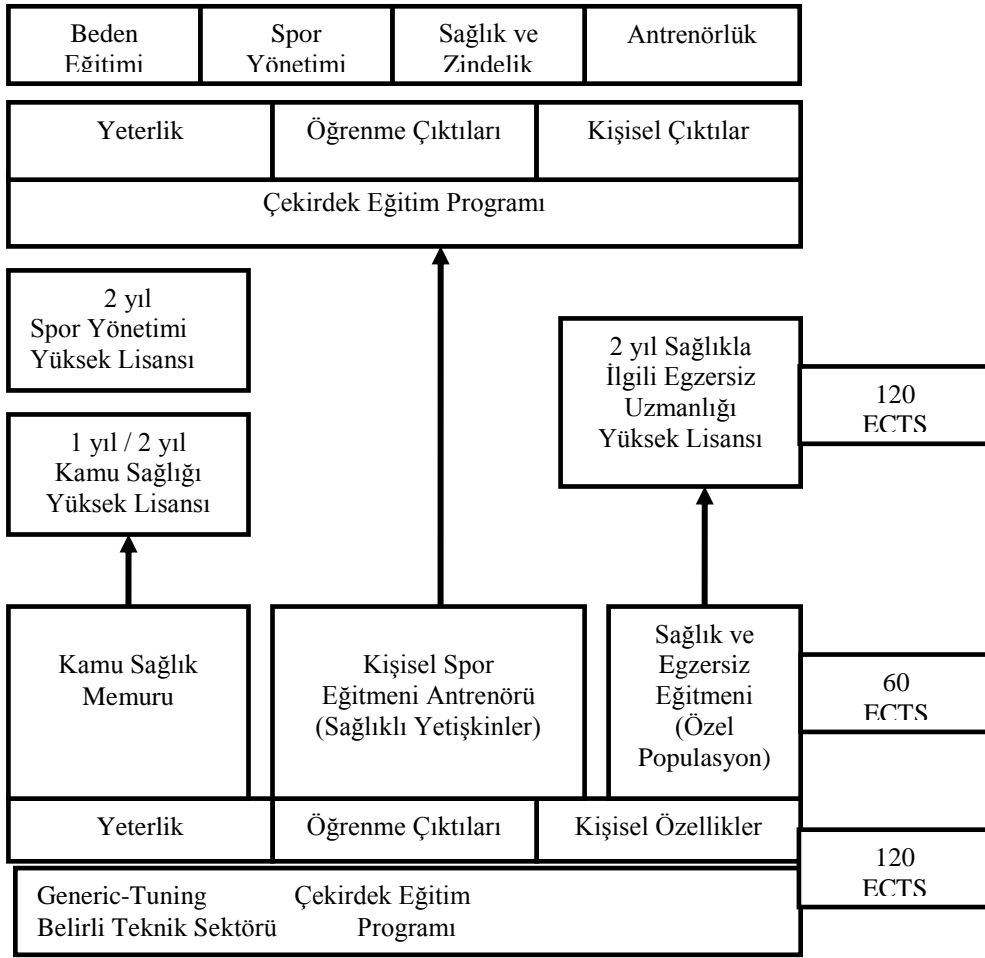 Beden
Eğitimi
Spor
Yönetimi
Sağlık ve
Zindelik
Antrenörlük
Yeterlik
Öğrenme Çıktıları
Kişisel Çıktılar
Çekirdek Eğitim Programı
2 yıl
Spor Yönetimi
Yüksek Lisansı
2 yıl Sağlıkla
İlgili Egzersiz
Uzmanlığı
Yüksek Lisansı
120
ECTS
1 yıl / 2 yıl
Kamu Sağlığı
Yüksek Lisansı
Kamu Sağlık
Memuru
Kişisel Spor
Eğitmeni Antrenörü
(Sağlıklı Yetişkinler)
Sağlık ve
Egzersiz
Eğitmeni
(Özel
Populasyon)
60
ECTS
Yeterlik
Öğrenme Çıktıları
Kişisel Özellikler
120
ECTS
Generic-Tuning Çekirdek Eğitim
Belirli Teknik Sektörü Programı